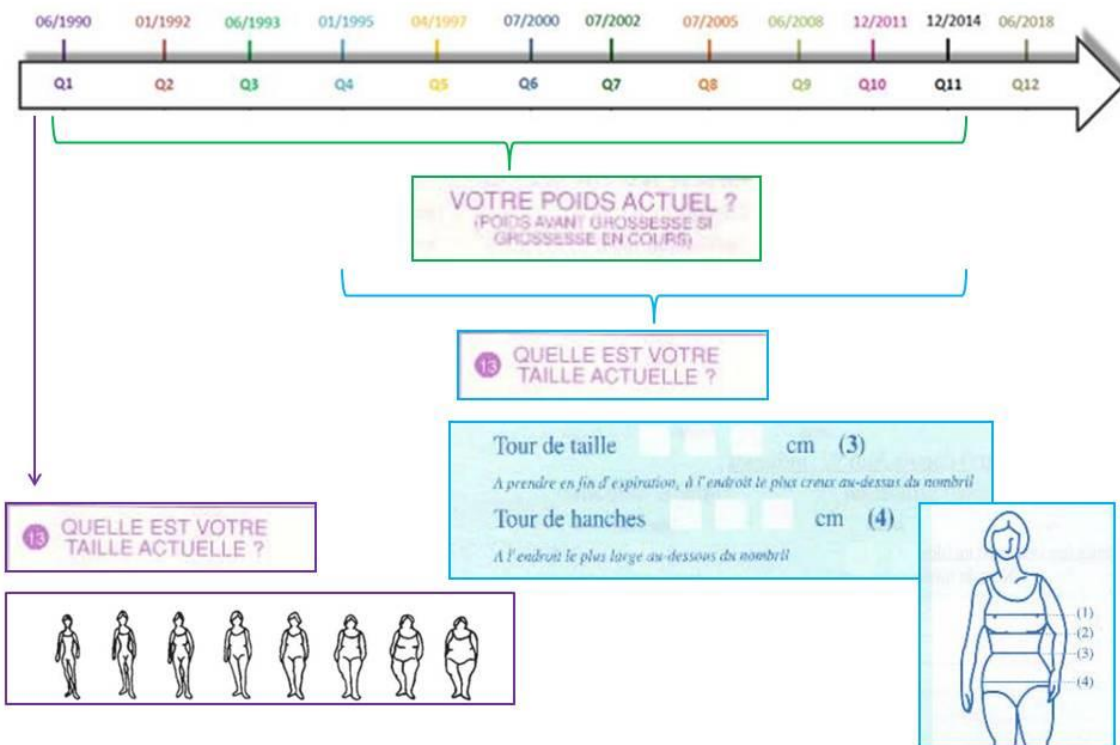 06/1990 01/1992 06/1993 01/1995 04/1997 07/2000 07/2002 07/2005 06/2008 12/2011 12/2014 06/2018
Q1 Q2 Q3 Q4 Q5 Q6 Q7 Q8 Q9 Q10 Q11 Q12
VOTRE POIDS ACTUEL ?
(POIDS AVANT GROSSESSE SI
GROSSESSE EN COURS)
13 QUELLE EST VOTRE
TAILLE ACTUELLE ?
Tour de taille cm (3)
A prendre en fin d'expiration, à l'endroit le plus creux au-dessus du nombril
Tour de hanches cm (4)
A l'endroit le plus large au-dessous du nombril
13 QUELLE EST VOTRE
TAILLE ACTUELLE ?
(1)
(2)
(3)
(4)